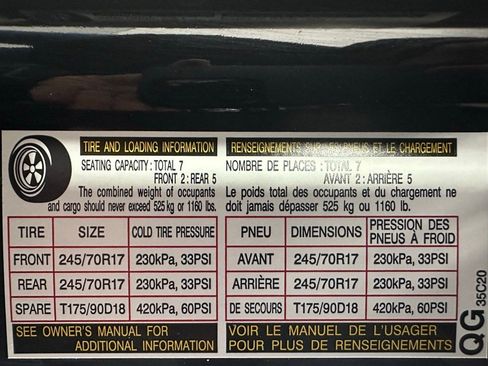 TIRE AND LOADING INFORMATION
SEATING CAPACITY: TOTAL 7
FRONT 2: REAR 5
The combined weight of occupants
and cargo should never exceed 525 kg or 1160 lbs.
TIRE SIZE COLD TIRE PRESSURE
FRONT 245/70R17 230kPa, 33PSI
REAR 245/70R17 230kPa, 33PSI
SPARE T175/90D18 420kPa, 60PSI
SEE OWNER'S MANUAL FOR
ADDITIONAL INFORMATION
RENSEIGNEMENTS SUR LES PNEUS ET LE CHARGEMENT
NOMBRE DE PLACES: TOTAL 7
AVANT 2: ARRIÈRE 5
Le poids total des occupants et du chargement ne
doit jamais dépasser 525 kg ou 1160 lb.
PNEU DIMENSIONS PRESSION DES
PNEUS À FROID
AVANT 245/70R17 230kPa, 33PSI
ARRIÈRE 245/70R17 230kPa, 33PSI
DE SECOURS T175/90D18 420kPa, 60PSI
VOIR LE MANUEL DE L'USAGER
POUR PLUS DE RENSEIGNEMENTS
QG 35C20